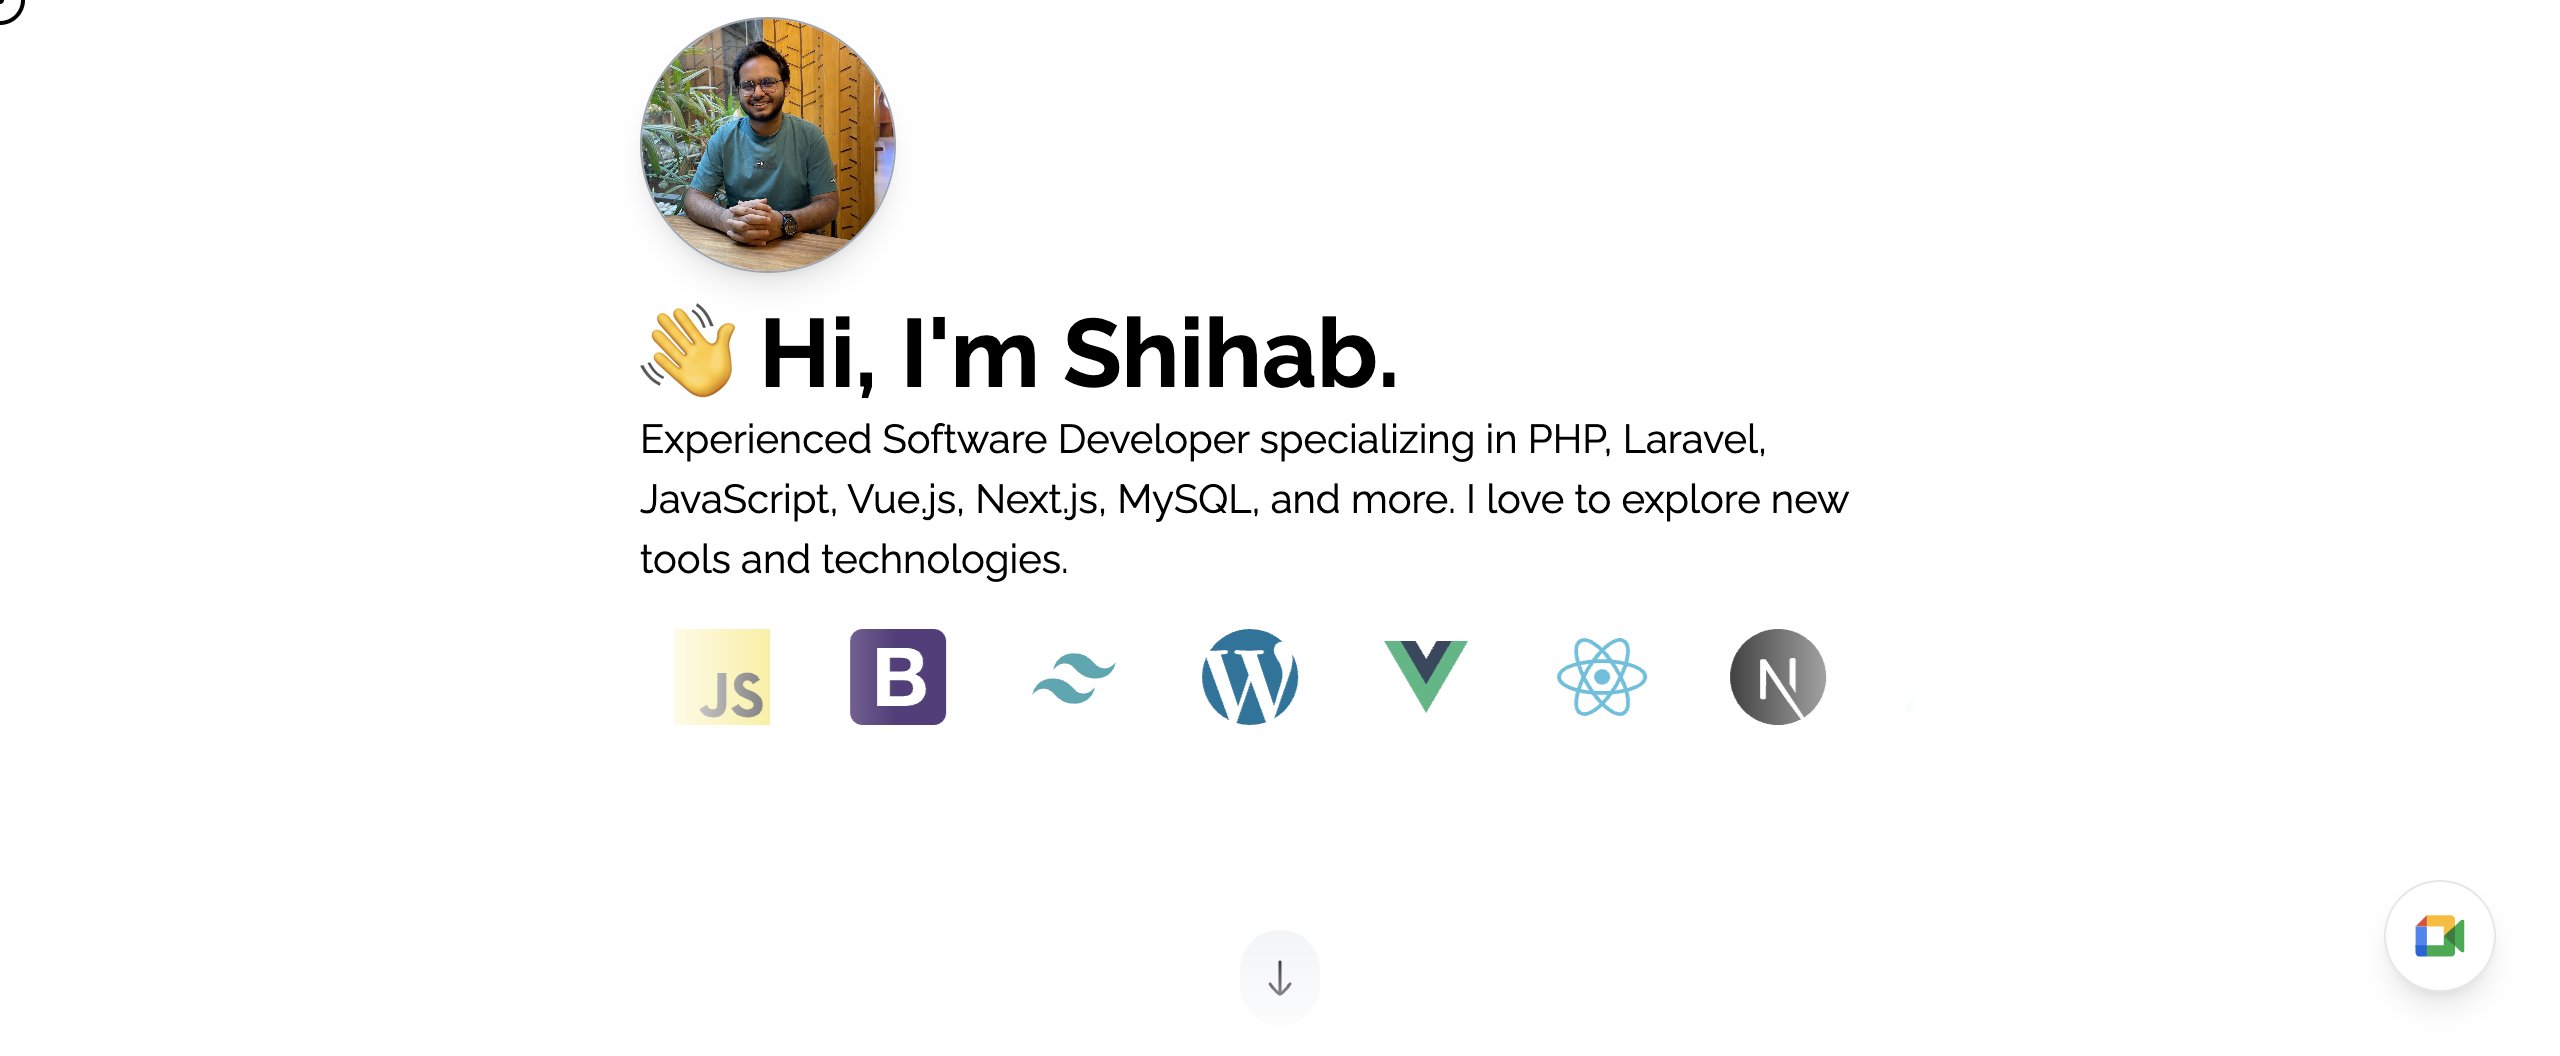 👋 Hi, I'm Shihab.
Experienced Software Developer specializing in PHP, Laravel,
JavaScript, Vue.js, Next.js, MySQL, and more. I love to explore new
tools and technologies.
JS B W N